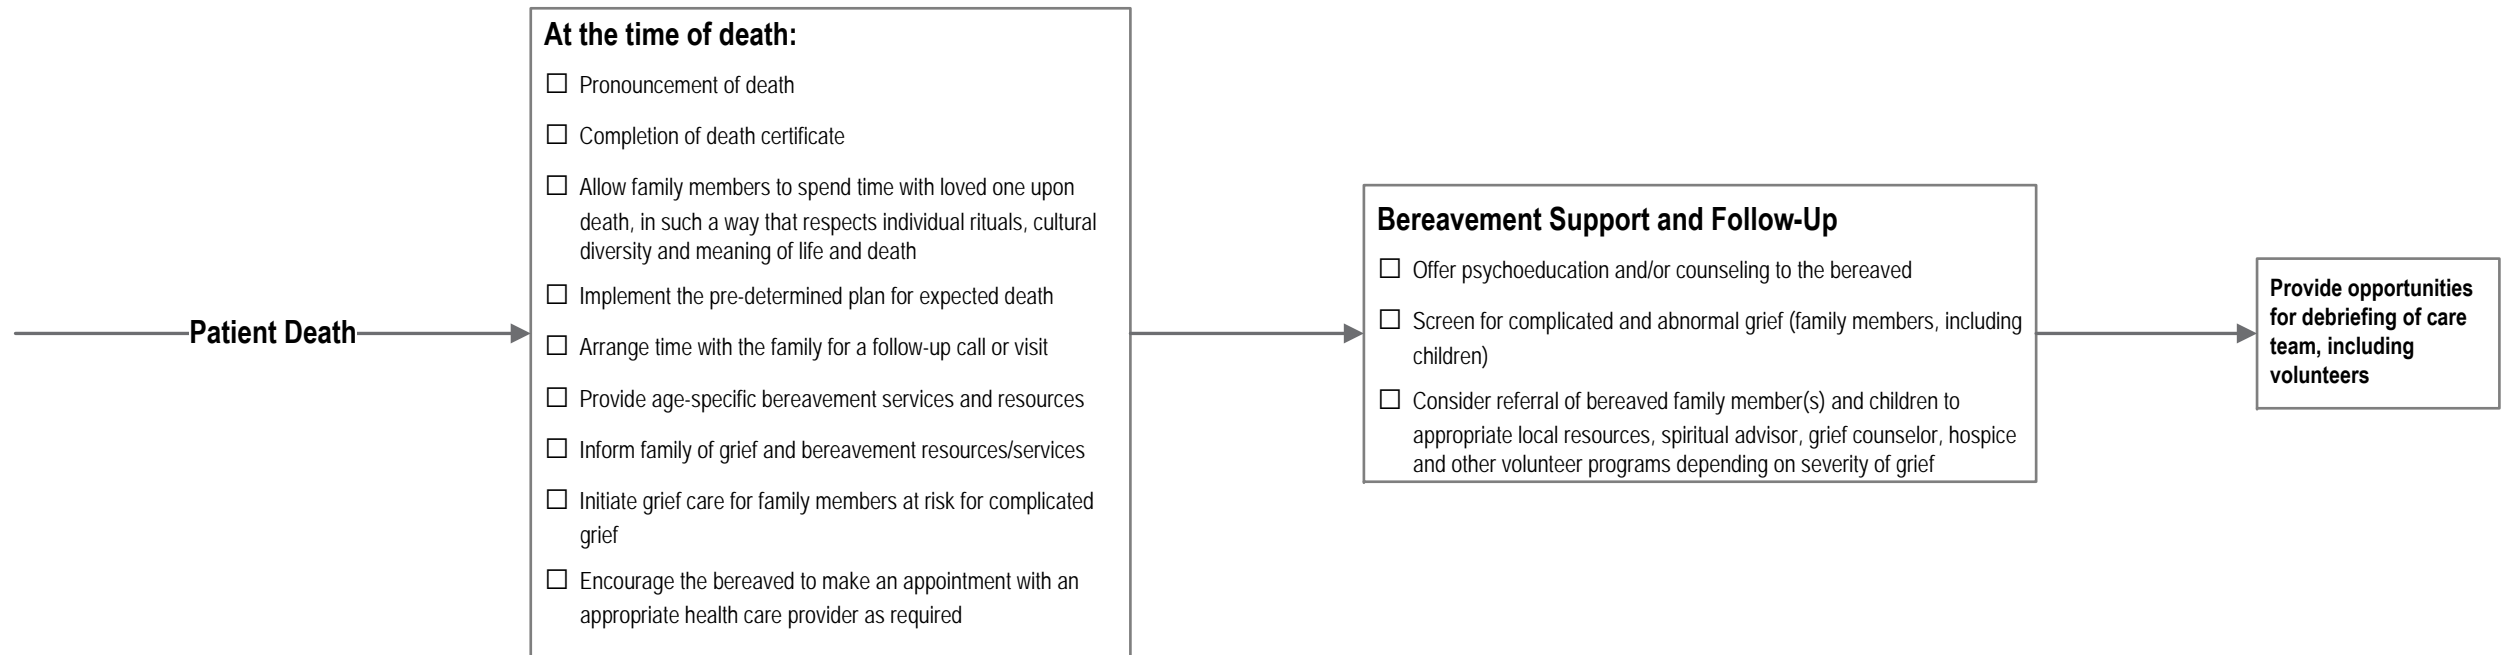 Patient Death
At the time of death:
☐ Pronouncement of death
☐ Completion of death certificate
☐ Allow family members to spend time with loved one upon
death, in such a way that respects individual rituals, cultural
diversity and meaning of life and death
☐ Implement the pre-determined plan for expected death
☐ Arrange time with the family for a follow-up call or visit
☐ Provide age-specific bereavement services and resources
☐ Inform family of grief and bereavement resources/services
☐ Initiate grief care for family members at risk for complicated
grief
☐ Encourage the bereaved to make an appointment with an
appropriate health care provider as required
Bereavement Support and Follow-Up
☐ Offer psychoeducation and/or counseling to the bereaved
☐ Screen for complicated and abnormal grief (family members, including
children)
☐ Consider referral of bereaved family member(s) and children to
appropriate local resources, spiritual advisor, grief counselor, hospice
and other volunteer programs depending on severity of grief
Provide opportunities
for debriefing of care
team, including
volunteers